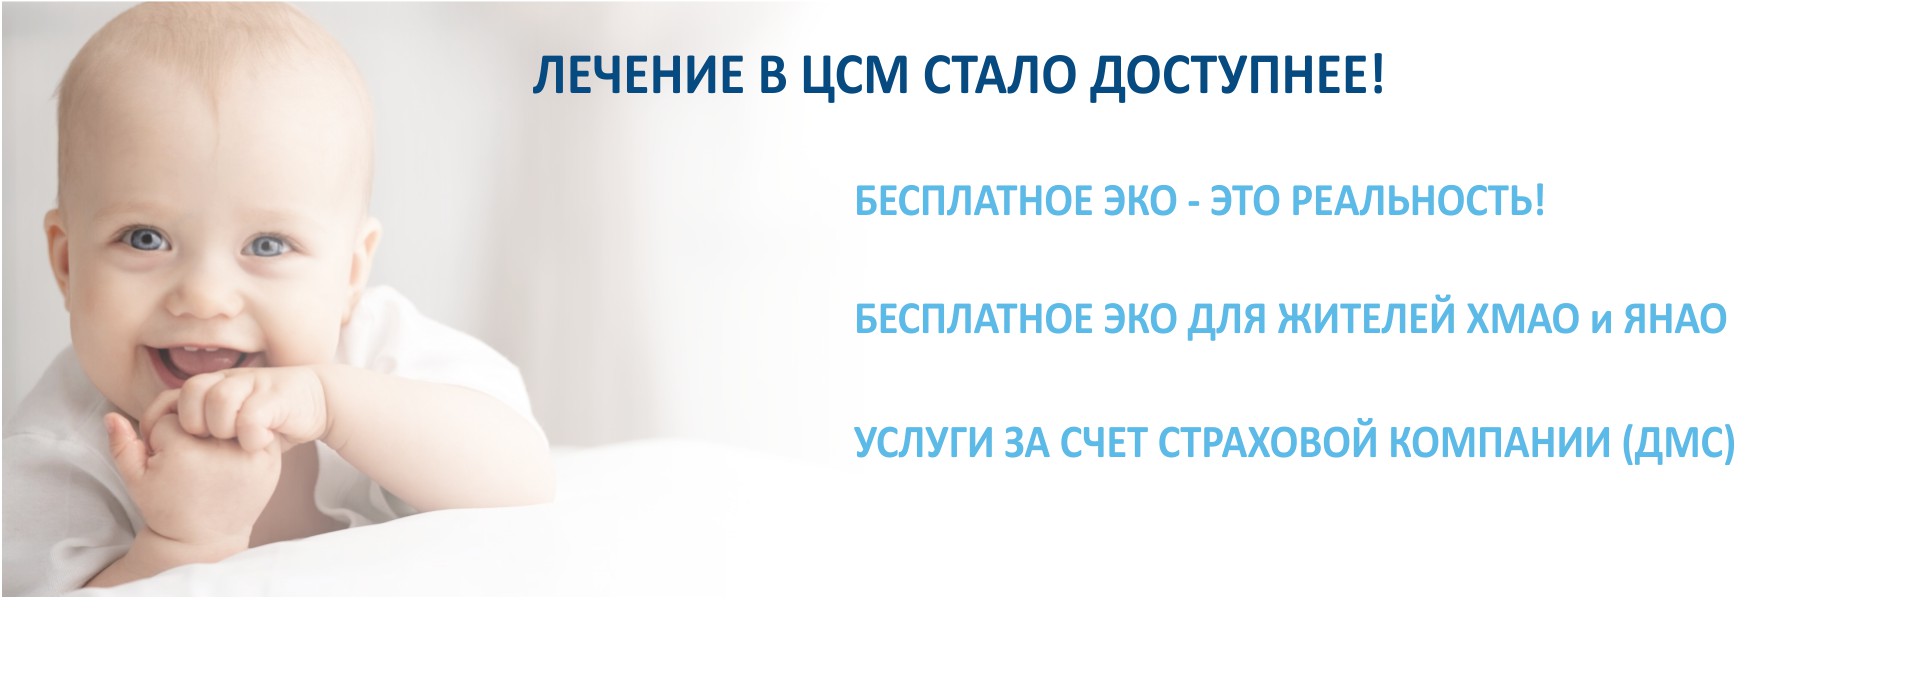 ЛЕЧЕНИЕ В ЦСМ СТАЛО ДОСТУПНЕЕ!
БЕСПЛАТНОЕ ЭКО - ЭТО РЕАЛЬНОСТЬ!
БЕСПЛАТНОЕ ЭКО ДЛЯ ЖИТЕЛЕЙ ХМАО и ЯНАО
УСЛУГИ ЗА СЧЕТ СТРАХОВОЙ КОМПАНИИ (ДМС)